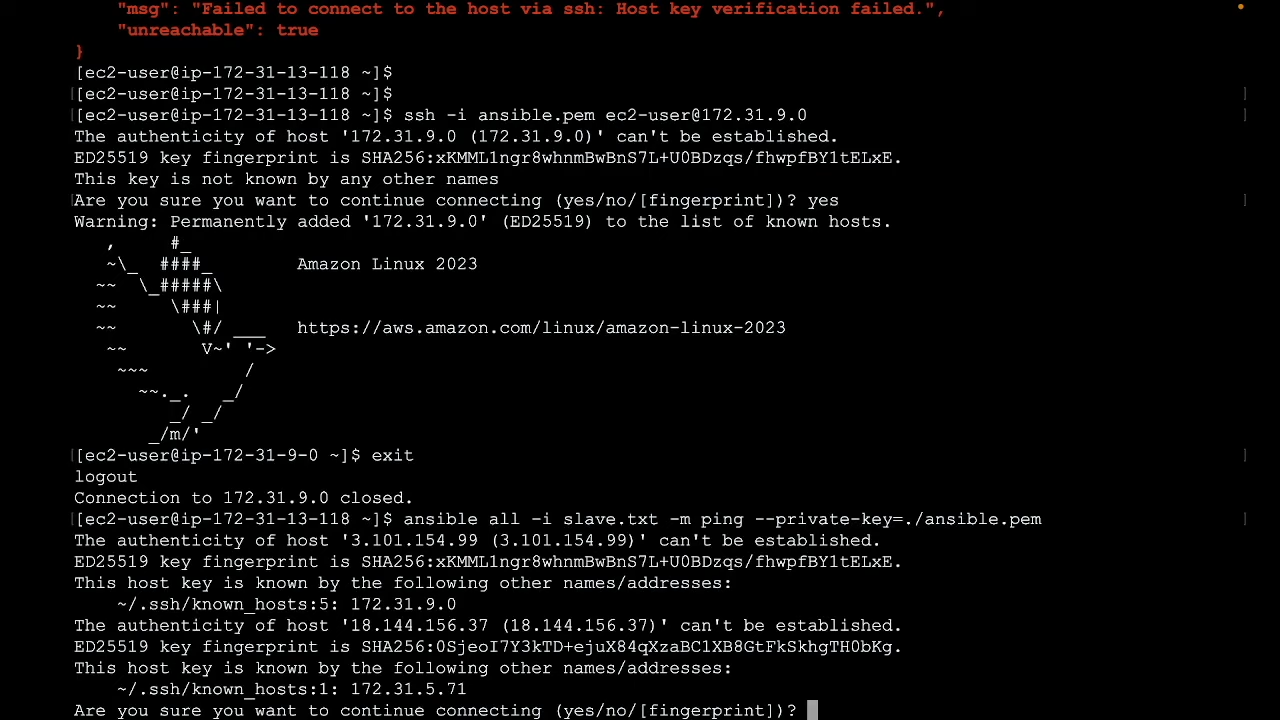 "msg": "Failed to connect to the host via ssh: Host key verification failed.",
"unreachable": true
}
[ec2-user@ip-172-31-13-118 ~]$
[[ec2-user@ip-172-31-13-118 ~]$ ]
[[ec2-user@ip-172-31-13-118 ~]$ ssh -i ansible.pem ec2-user@172.31.9.0 ]
The authenticity of host '172.31.9.0 (172.31.9.0)' can't be established.
ED25519 key fingerprint is SHA256:xKMML1ngr8whnmBwBnS7L+U0BDzqs/fhwpfBY1tELxE.
This key is not known by any other names
[Are you sure you want to continue connecting (yes/no/[fingerprint])? yes ]
Warning: Permanently added '172.31.9.0' (ED25519) to the list of known hosts.
   ,     #_
   ~\_  ####_        Amazon Linux 2023
  ~~  \_#####\
  ~~     \###|
  ~~       \#/ ___   https://aws.amazon.com/linux/amazon-linux-2023
   ~~       V~' '->
    ~~~         /
      ~~._.   _/
         _/ _/
       _/m/'
[[ec2-user@ip-172-31-9-0 ~]$ exit ]
logout
Connection to 172.31.9.0 closed.
[[ec2-user@ip-172-31-13-118 ~]$ ansible all -i slave.txt -m ping --private-key=./ansible.pem ]
The authenticity of host '3.101.154.99 (3.101.154.99)' can't be established.
ED25519 key fingerprint is SHA256:xKMML1ngr8whnmBwBnS7L+U0BDzqs/fhwpfBY1tELxE.
This host key is known by the following other names/addresses:
    ~/.ssh/known_hosts:5: 172.31.9.0
The authenticity of host '18.144.156.37 (18.144.156.37)' can't be established.
ED25519 key fingerprint is SHA256:0SjeoI7Y3kTD+ejuX84qXzaBC1XB8GtFkSkhgTH0bKg.
This host key is known by the following other names/addresses:
    ~/.ssh/known_hosts:1: 172.31.5.71
Are you sure you want to continue connecting (yes/no/[fingerprint])?